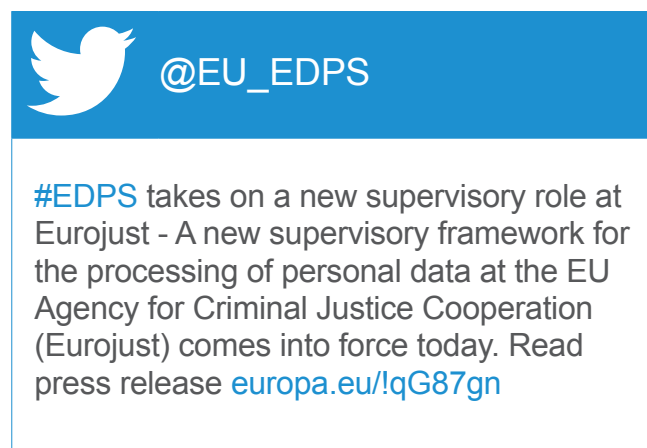 @EU_EDPS
#EDPS takes on a new supervisory role at
Eurojust - A new supervisory framework for
the processing of personal data at the EU
Agency for Criminal Justice Cooperation
(Eurojust) comes into force today. Read
press release europa.eu/!qG87gn